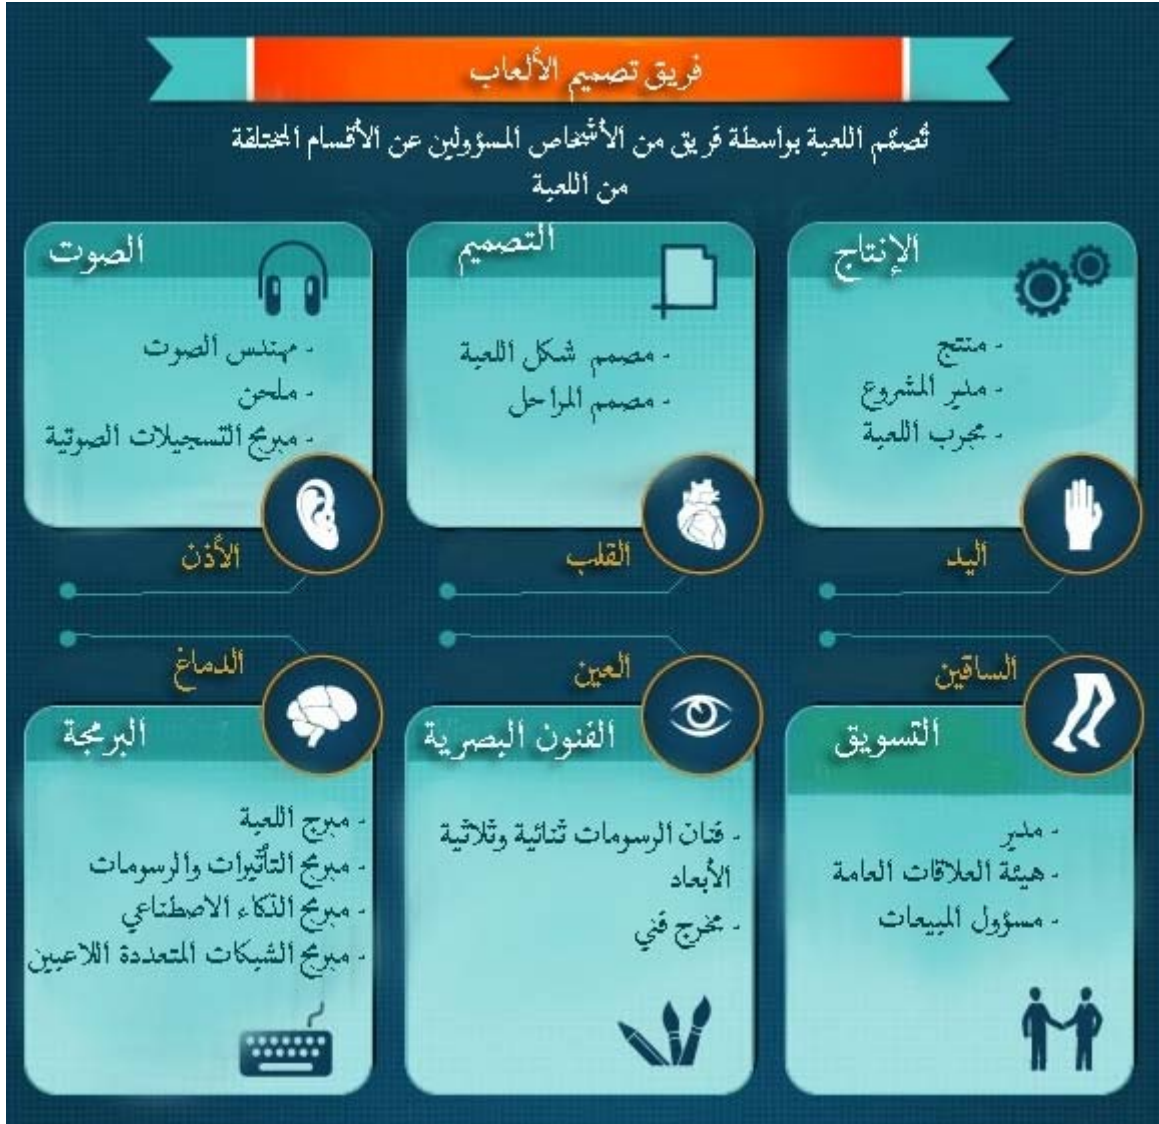 فريق تصميم الألعاب
تُصمَّم اللعبة بواسطة فريق من الأشخاص المسؤولين عن الأقسام المختلفة
من اللعبة
الإنتاج
- منتج
- مدير المشروع
- مجرب اللعبة
اليد
التصميم
- مصمم شكل اللعبة
- مصمم المراحل
القلب
الصوت
- مهندس الصوت
- ملحن
- مبرمج التسجيلات الصوتية
الأذن
الساقين
التسويق
- مدير
- هيئة العلاقات العامة
- مسؤول المبيعات
العين
الفنون البصرية
- فنان الرسومات ثنائية وثلاثية
الأبعاد
- مخرج فني
الدماغ
البرمجة
- مبرمج اللعبة
- مبرمج التأثيرات والرسومات
- مبرمج الذكاء الاصطناعي
- مبرمج الشبكات المتعددة اللاعبين